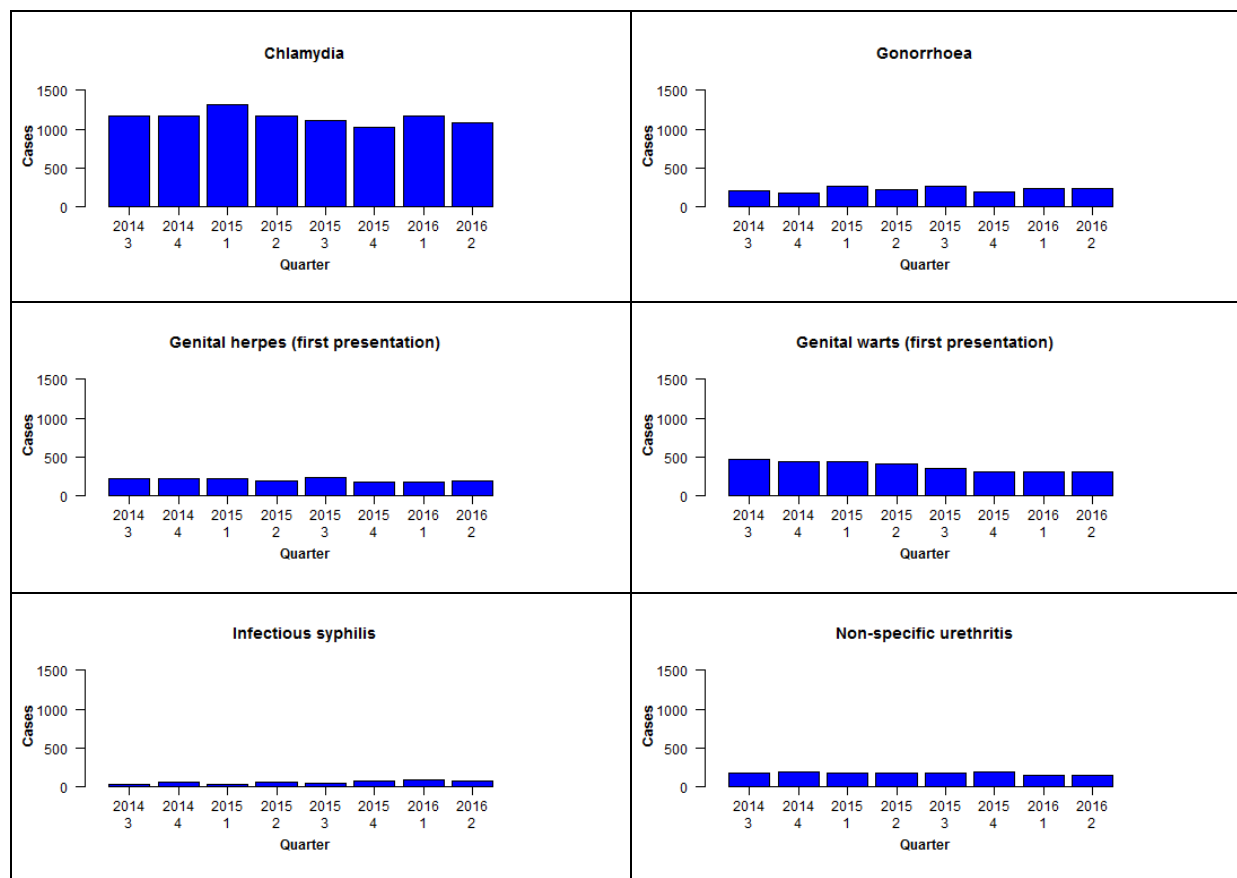 Chlamydia
1500
1000
500
0
Cases
2014 2014 2015 2015 2015 2015 2016 2016
3 4 1 2 3 4 1 2
Quarter
Gonorrhoea
1500
1000
500
0
Cases
2014 2014 2015 2015 2015 2015 2016 2016
3 4 1 2 3 4 1 2
Quarter
Genital herpes (first presentation)
1500
1000
500
0
Cases
2014 2014 2015 2015 2015 2015 2016 2016
3 4 1 2 3 4 1 2
Quarter
Genital warts (first presentation)
1500
1000
500
0
Cases
2014 2014 2015 2015 2015 2015 2016 2016
3 4 1 2 3 4 1 2
Quarter
Infectious syphilis
1500
1000
500
0
Cases
2014 2014 2015 2015 2015 2015 2016 2016
3 4 1 2 3 4 1 2
Quarter
Non-specific urethritis
1500
1000
500
0
Cases
2014 2014 2015 2015 2015 2015 2016 2016
3 4 1 2 3 4 1 2
Quarter